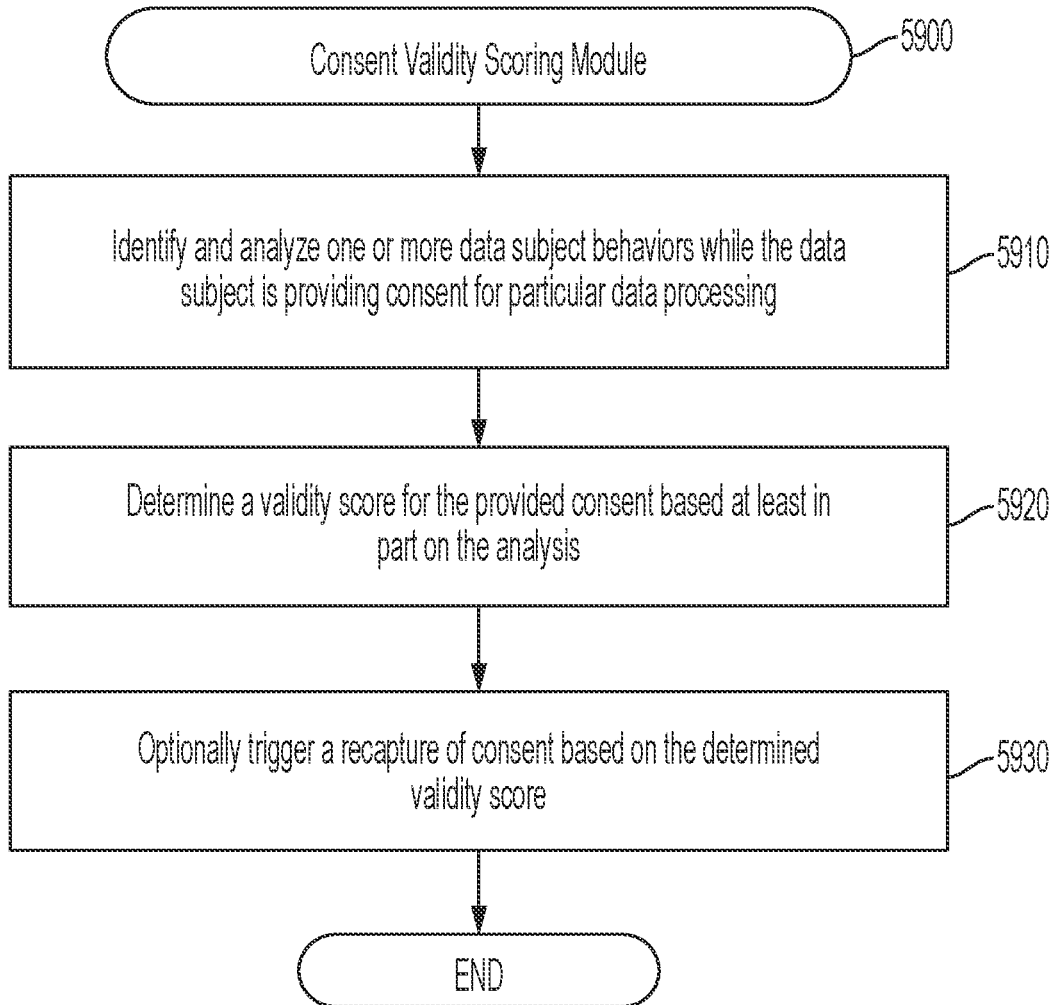 Consent Validity Scoring Module
5900
Identify and analyze one or more data subject behaviors while the data
subject is providing consent for particular data processing
5910
Determine a validity score for the provided consent based at least in
part on the analysis
5920
Optionally trigger a recapture of consent based on the determined
validity score
5930
END